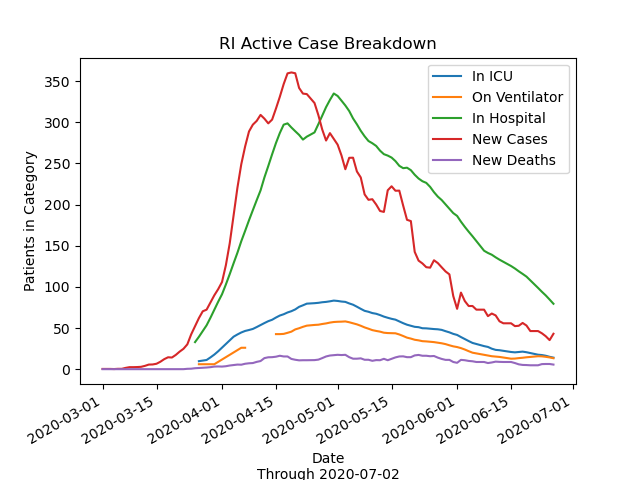 RI Active Case Breakdown
In ICU
On Ventilator
In Hospital
New Cases
New Deaths
Patients in Category
350
300
250
200
150
100
50
0
2020-03-01
2020-03-15
2020-04-01
2020-04-15
2020-05-01
2020-05-15
2020-06-01
2020-06-15
2020-07-01
Date
Through 2020-07-02